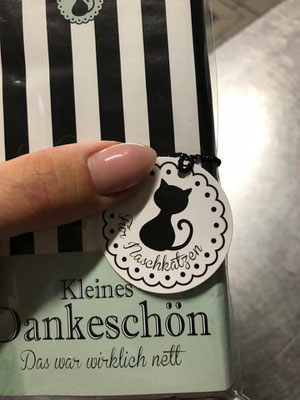 Für Naschkatzen
Kleines
Dankeschön
Das war wirklich nett